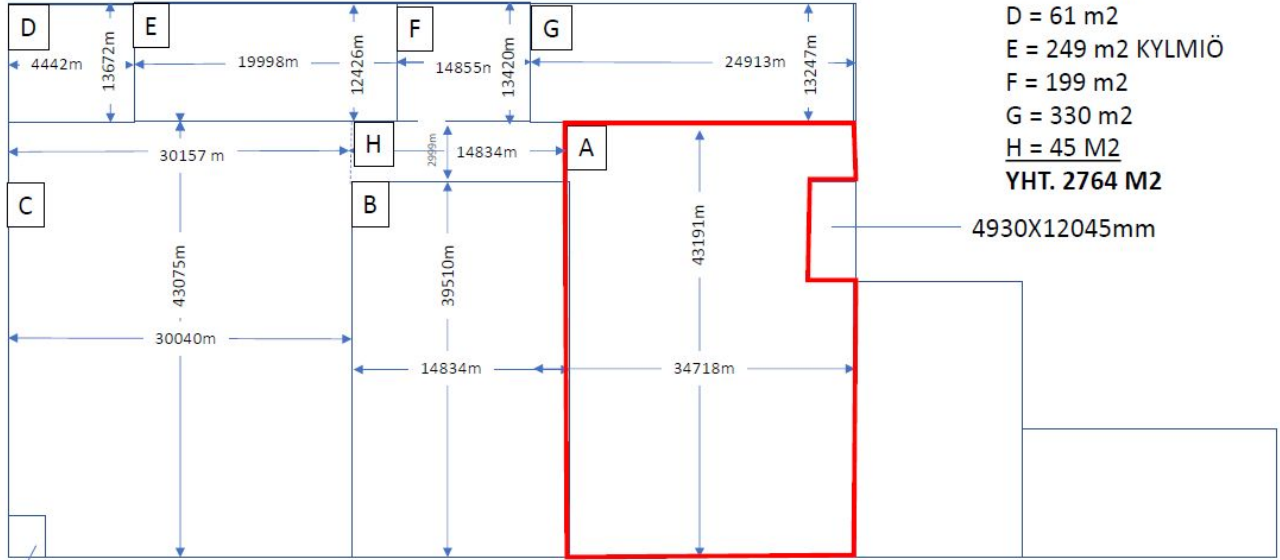 D
E
F
G
4442m
13672m
19998m
12426m
14855n
13420m
24913m
13247m
D = 61 m2
E = 249 m2 KYLMIÖ
F = 199 m2
G = 330 m2
H = 45 M2
YHT. 2764 M2
30157 m
H
2999m
14834m
A
C
B
4930X12045mm
43075m
39510m
43191m
30040m
14834m
34718m